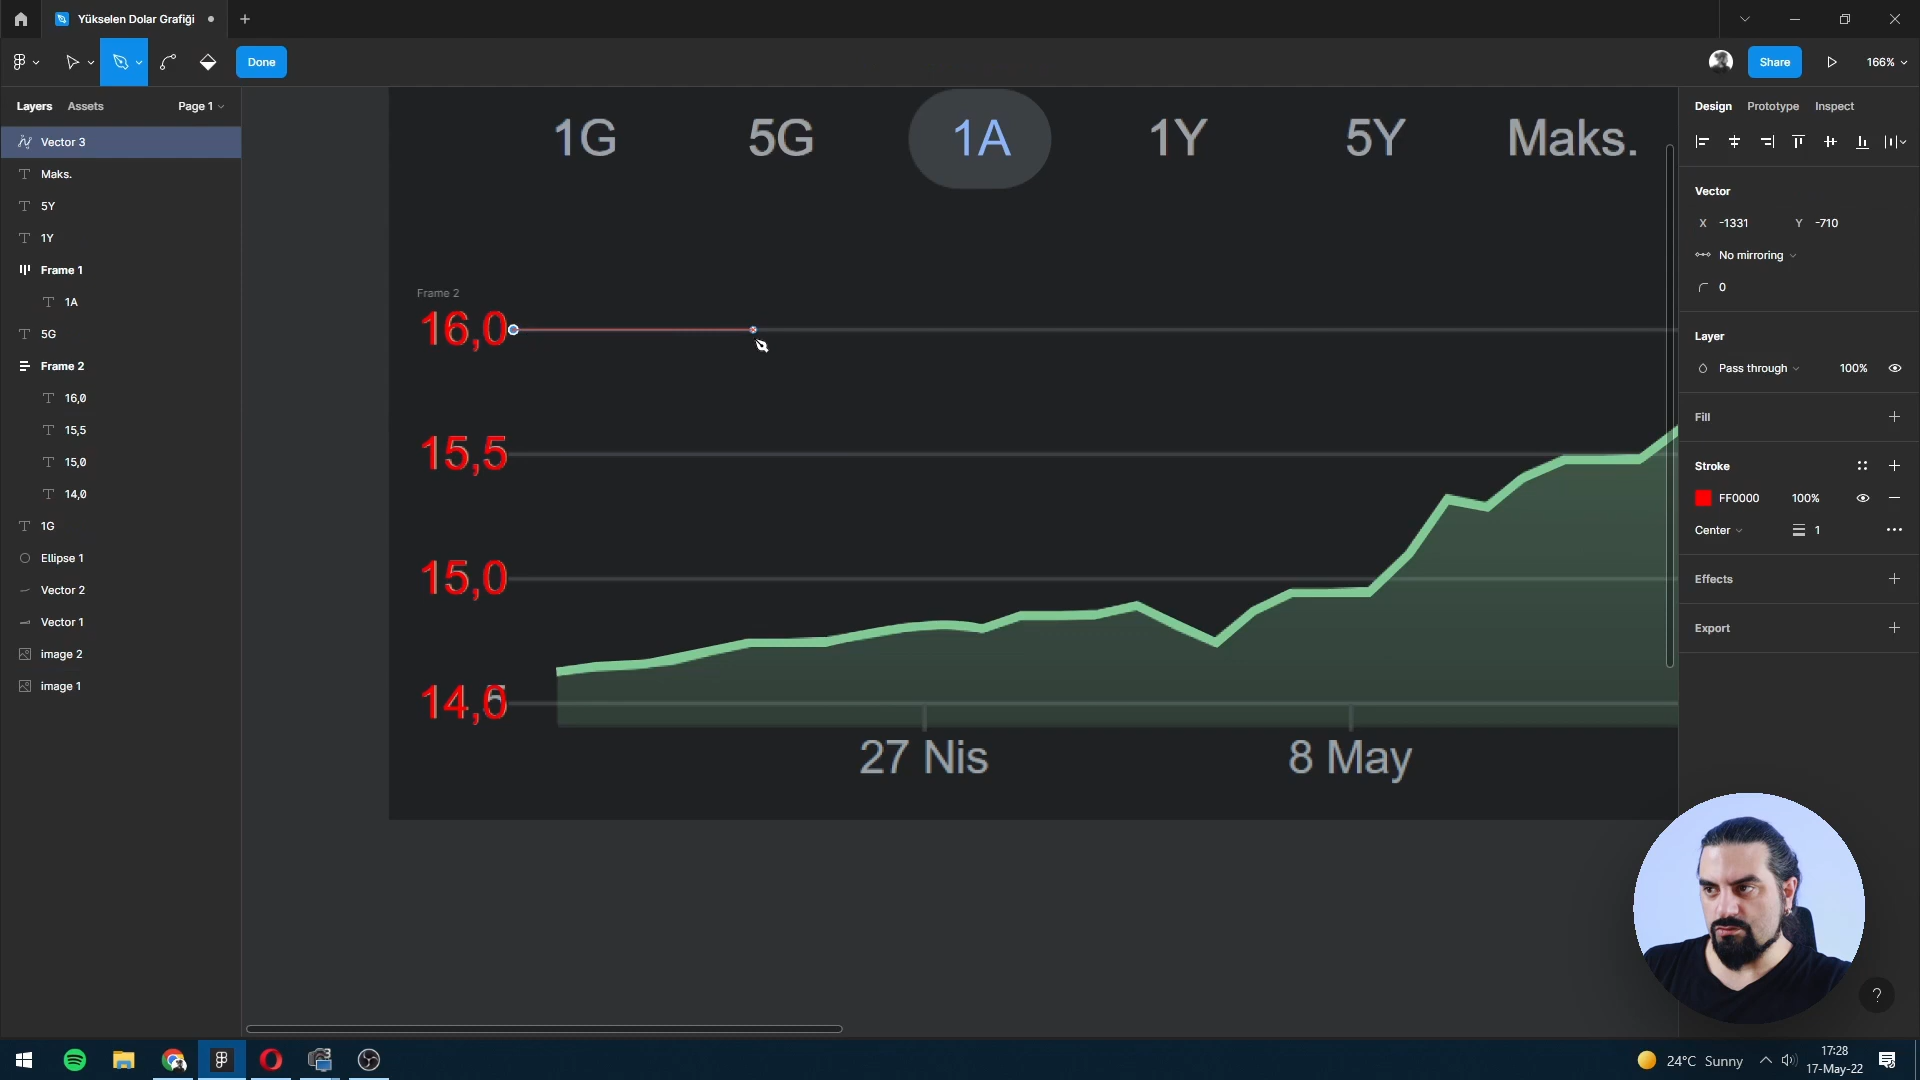 Yükselen Dolar Grafiği
Done
Share
166%
Layers
Assets
Page 1
Vector 3
Maks.
5Y
1Y
Frame 1
1A
5G
Frame 2
16,0
15,5
15,0
14,0
1G
Ellipse 1
Vector 2
Vector 1
image 2
image 1
1G
5G
1A
1Y
5Y
Maks.
Frame 2
16,0
15,5
15,0
27 Nis
8 May
Design
Prototype
Inspect
Vector
X -1331
Y -710
No mirroring
0
Layer
Pass through
100%
Fill
Stroke
FF0000
100%
Center
1
Effects
Export
?
24°C Sunny
17:28
17-May-22